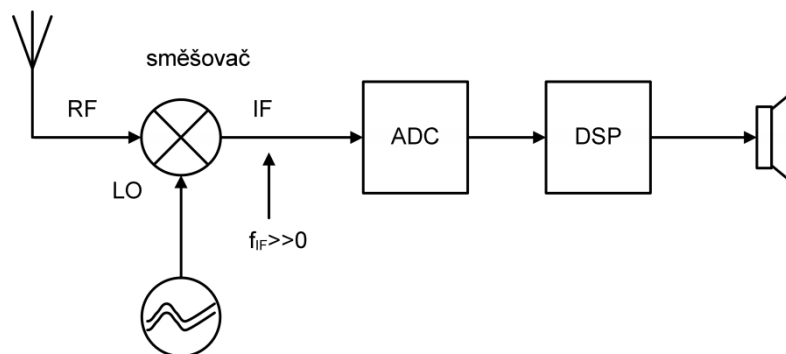 směšovač
RF
IF
ADC
DSP
LO
f_IF>>0